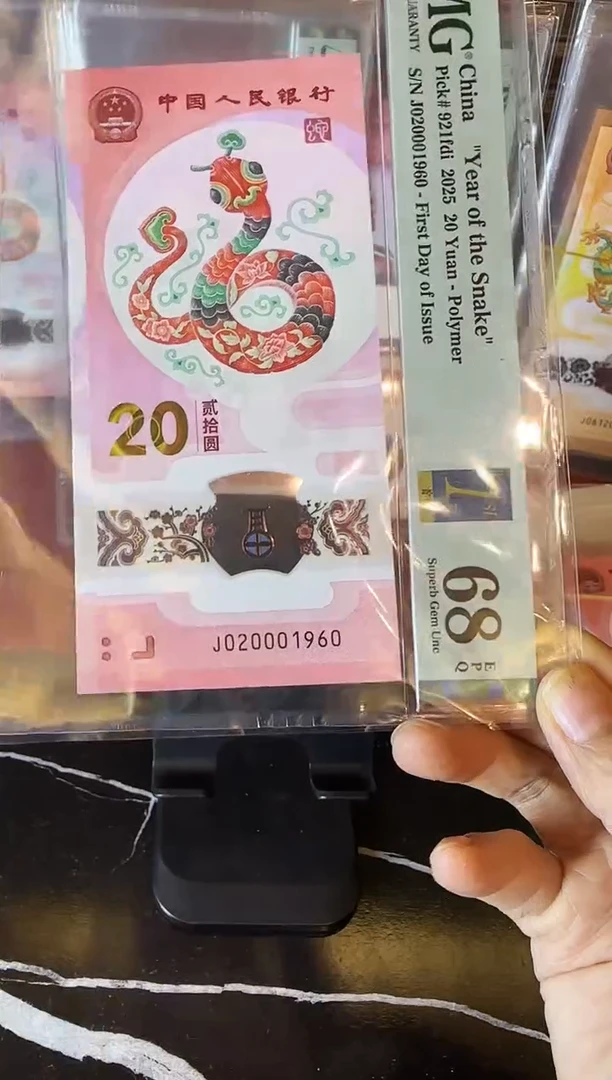 中国人民银行
20
贰拾圆
J020001960
MG®
China "Year of the Snake"
Pick# 921fdi 2025 20 Yuan - Polymer
S/N J020001960 - First Day of Issue
1st
68
EPQ
Superb Gem Unc